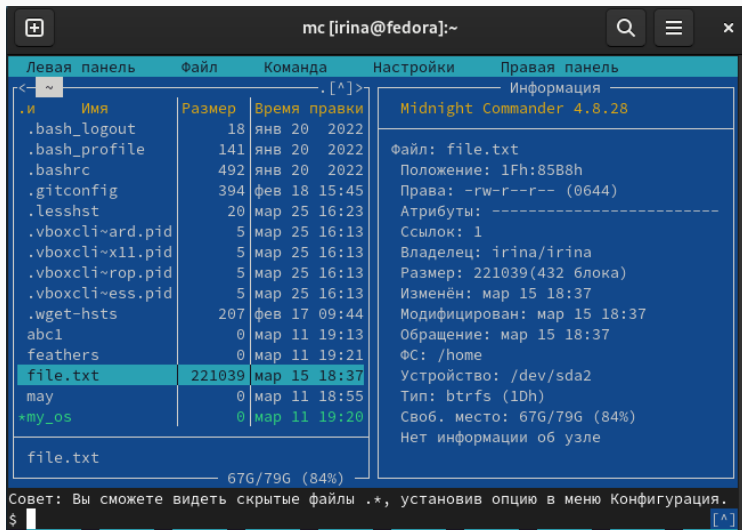 mc [irina@fedora]:~
Левая панель Файл Команда Настройки Правая панель
<— ~ .[^]>
.и Имя Размер Время правки
.bash_logout 18 янв 20 2022
.bash_profile 141 янв 20 2022
.bashrc 492 янв 20 2022
.gitconfig 394 фев 18 15:45
.lesshst 20 мар 25 16:23
.vboxcli~ard.pid 5 мар 25 16:13
.vboxcli~x11.pid 5 мар 25 16:13
.vboxcli~rop.pid 5 мар 25 16:13
.vboxcli~ess.pid 5 мар 25 16:13
.wget-hsts 207 фев 17 09:44
abc1 0 мар 11 19:13
feathers 0 мар 11 19:21
file.txt 221039 мар 15 18:37
may 0 мар 11 18:55
*my_os 0 мар 11 19:20
file.txt
67G/79G (84%)
Информация
Midnight Commander 4.8.28
Файл: file.txt
Положение: 1Fh:85B8h
Права: -rw-r--r-- (0644)
Атрибуты: --------------------------
Ссылок: 1
Владелец: irina/irina
Размер: 221039(432 блока)
Изменён: мар 15 18:37
Модифицирован: мар 15 18:37
Обращение: мар 15 18:37
ФС: /home
Устройство: /dev/sda2
Тип: btrfs (1Dh)
Своб. место: 67G/79G (84%)
Нет информации об узле
Совет: Вы сможете видеть скрытые файлы .*, установив опцию в меню Конфигурация.
$ [^]